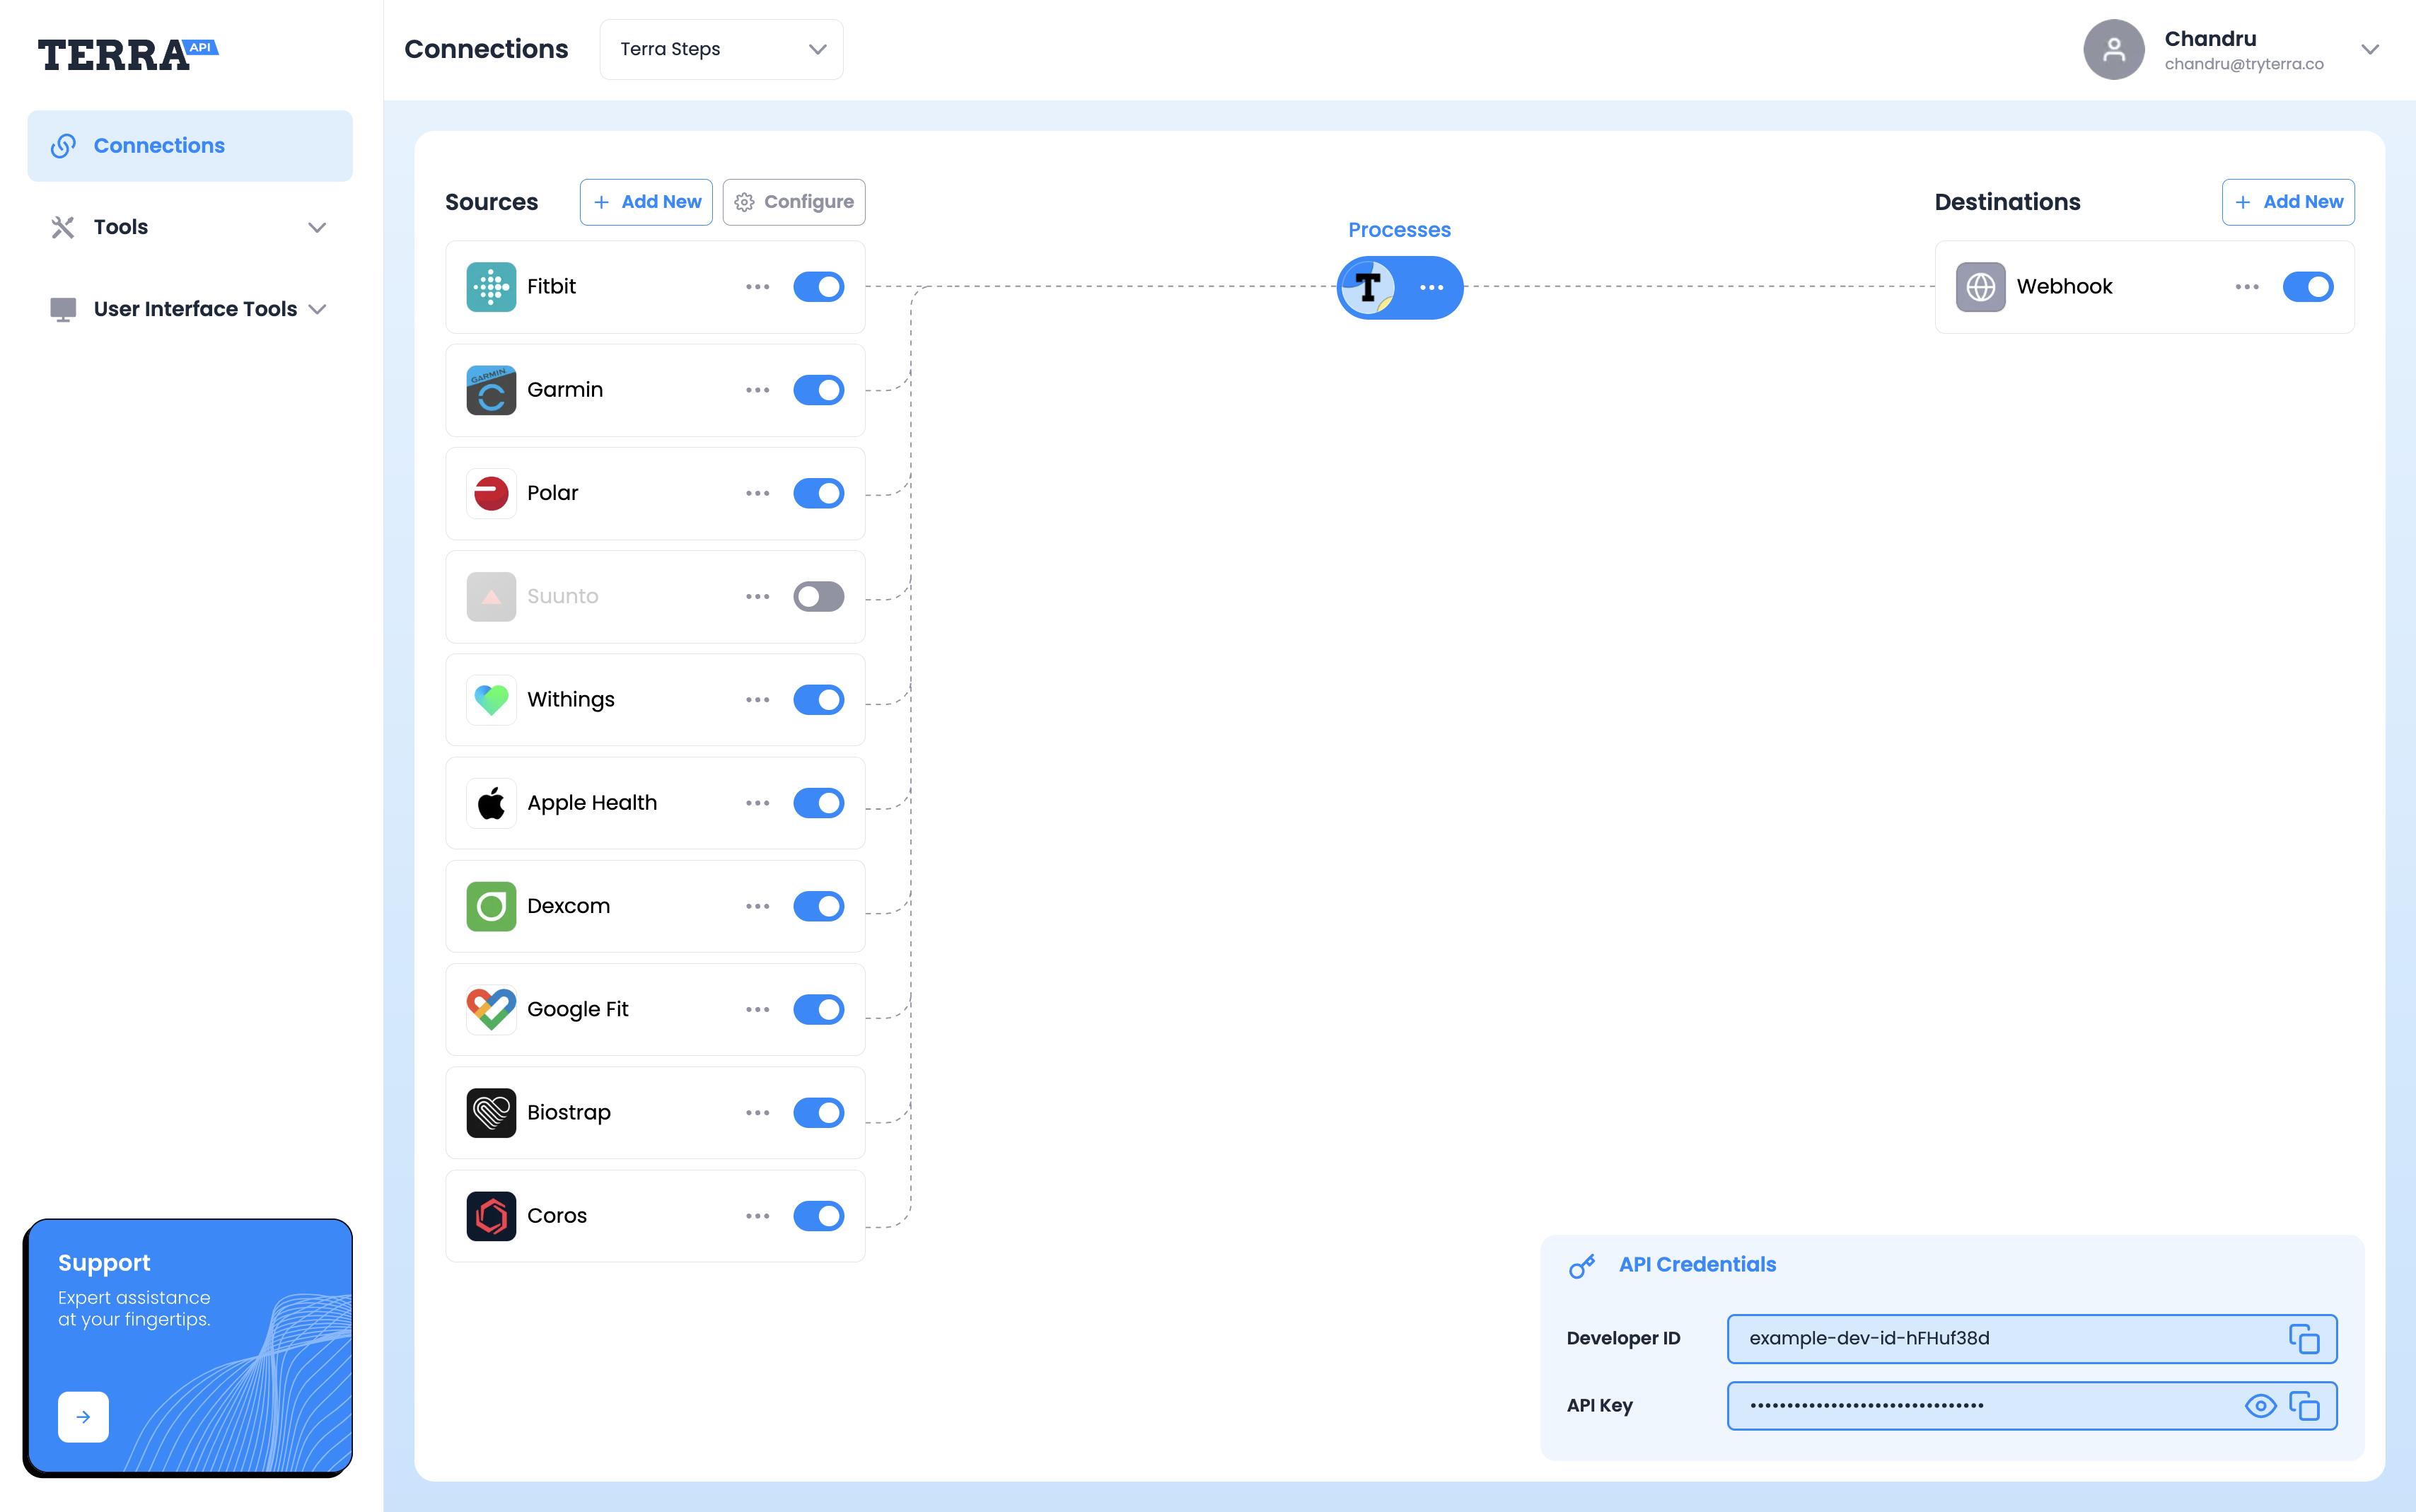 TERRA API
Connections
Tools
User Interface Tools
Support
Expert assistance
at your fingertips.
Connections
Terra Steps
Chandru
chandru@tryterra.co
Sources
Add New
Configure
Fitbit
GARMIN
Garmin
Polar
Suunto
Withings
Apple Health
Dexcom
Google Fit
Biostrap
Coros
Processes
T
Destinations
Add New
Webhook
API Credentials
Developer ID
example-dev-id-hFHuf38d
API Key
••••••••••••••••••••••••••••••••